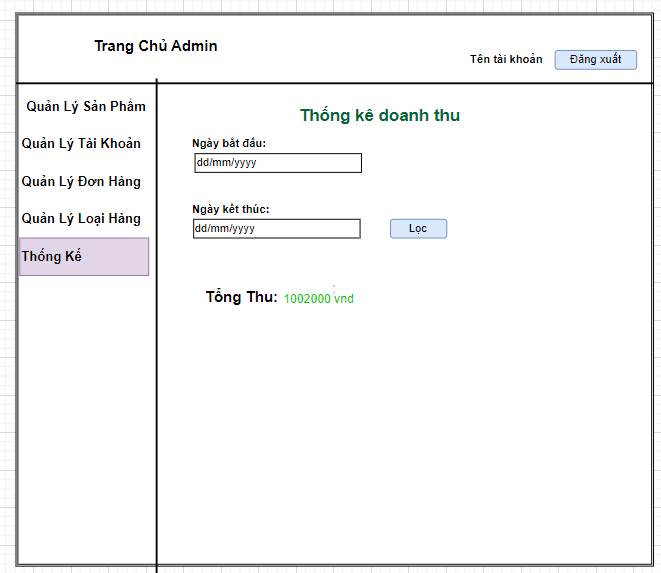 Trang Chủ Admin
Tên tài khoản
Đăng xuất
Quản Lý Sản Phẩm
Quản Lý Tài Khoản
Quản Lý Đơn Hàng
Quản Lý Loại Hàng
Thống Kế
Thống kê doanh thu
Ngày bắt đầu:
dd/mm/yyyy
Ngày kết thúc:
dd/mm/yyyy
Lọc
Tổng Thu: 1002000 vnd